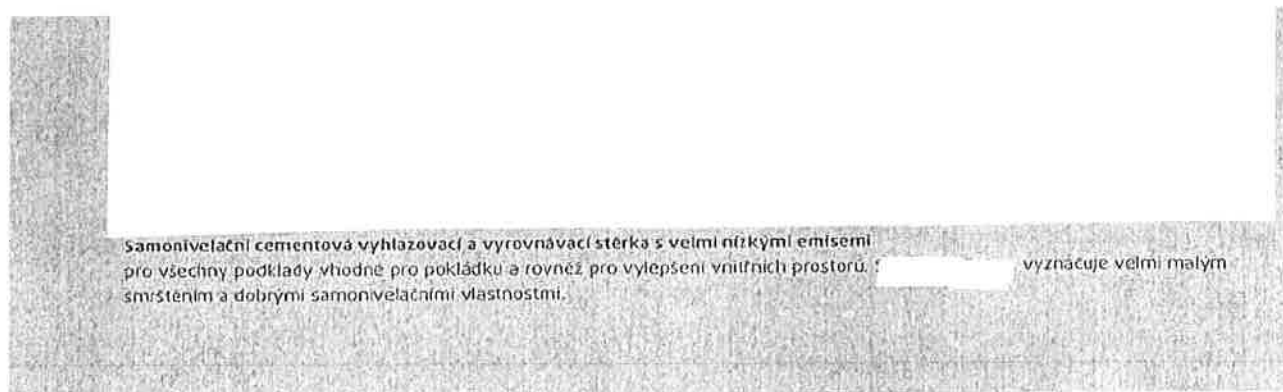 Samonivelační cementová vyhlazovací a vyrovnávací stěrka s velmi nízkými emisemi
pro všechny podklady vhodné pro pokládku a rovněž pro vylepšení vnitřních prostorů. vyznačuje velmi malým
smrštěním a dobrými samonivelačními vlastnostmi.